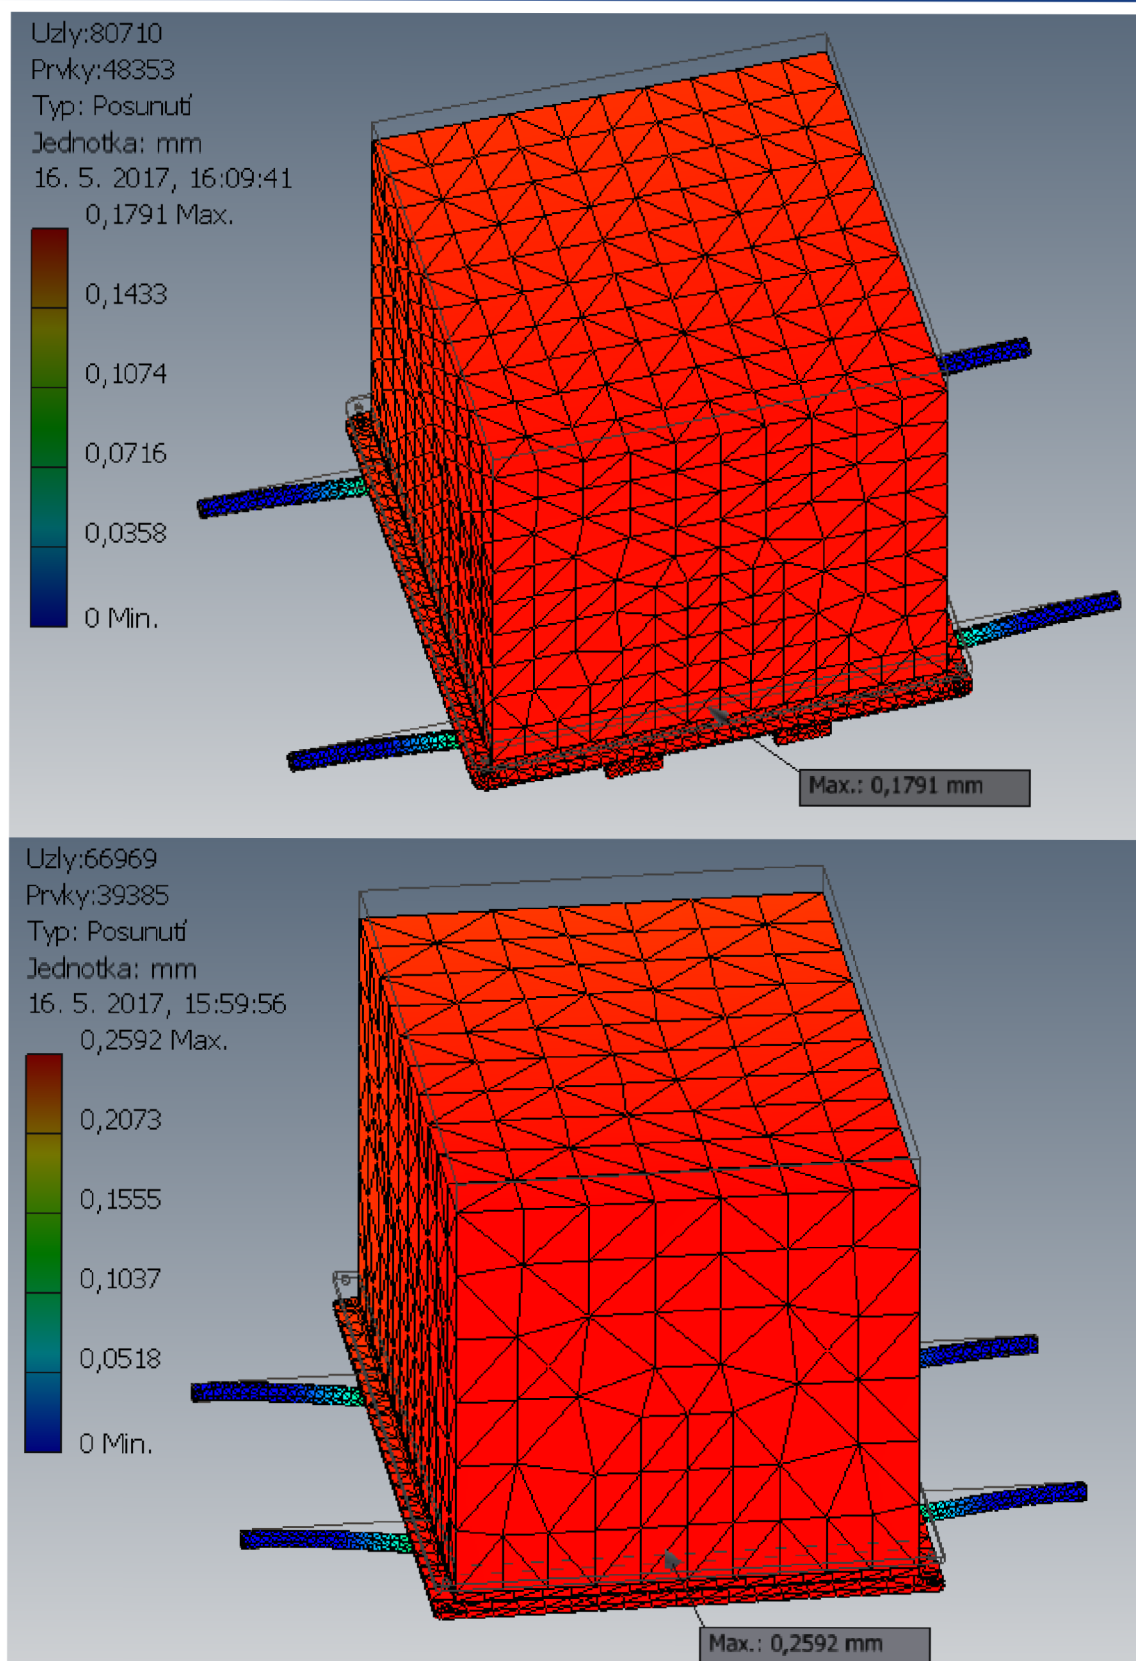 Uzly:80710
Prvky:48353
Typ: Posunutí
Jednotka: mm
16. 5. 2017, 16:09:41
0,1791 Max.
0,1433
0,1074
0,0716
0,0358
0 Min.
Max.: 0,1791 mm
Uzly:66969
Prvky:39385
Typ: Posunutí
Jednotka: mm
16. 5. 2017, 15:59:56
0,2592 Max.
0,2073
0,1555
0,1037
0,0518
0 Min.
Max.: 0,2592 mm